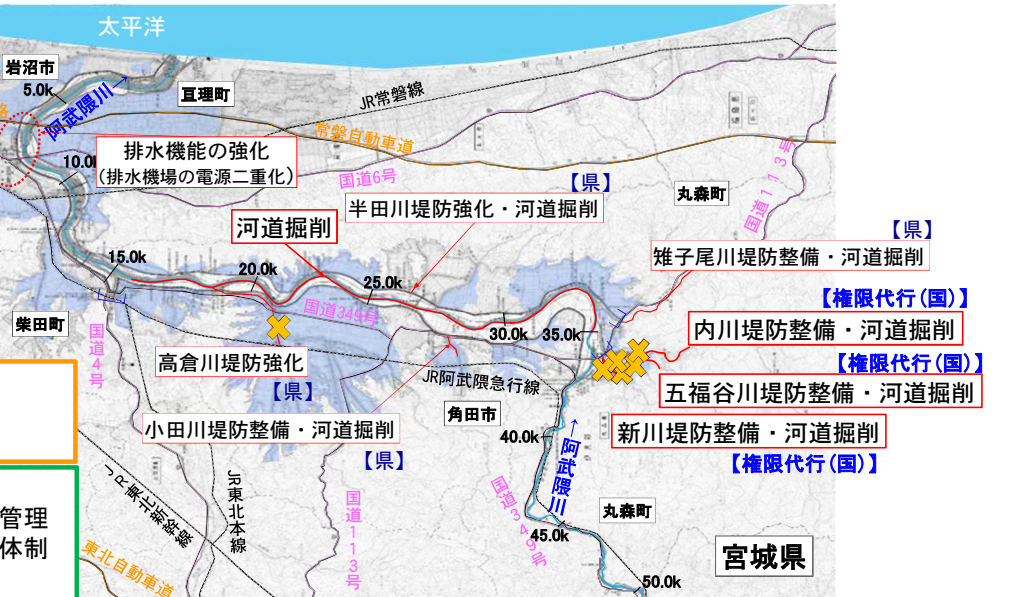 太平洋
岩沼市
5.0k
亘理町
阿武隈川→
JR常磐線
常磐自動車道
10.0k
排水機能の強化
(排水機場の電源二重化)
国道6号
【県】
半田川堤防強化・河道掘削
丸森町
国道113号
河道掘削
【県】
雉子尾川堤防整備・河道掘削
15.0k
20.0k
25.0k
国道349号
30.0k
35.0k
【権限代行(国)】
内川堤防整備・河道掘削
【権限代行(国)】
五福谷川堤防整備・河道掘削
新川堤防整備・河道掘削
【権限代行(国)】
柴田町
国道4号
高倉川堤防強化
【県】
JR阿武隈急行線
角田市
小田川堤防整備・河道掘削
【県】
40.0k
←阿武隈川
国道349号
丸森町
45.0k
50.0k
宮城県
管理
体制
JR東北新幹線
JR東北本線
国道113号
東北自動車道